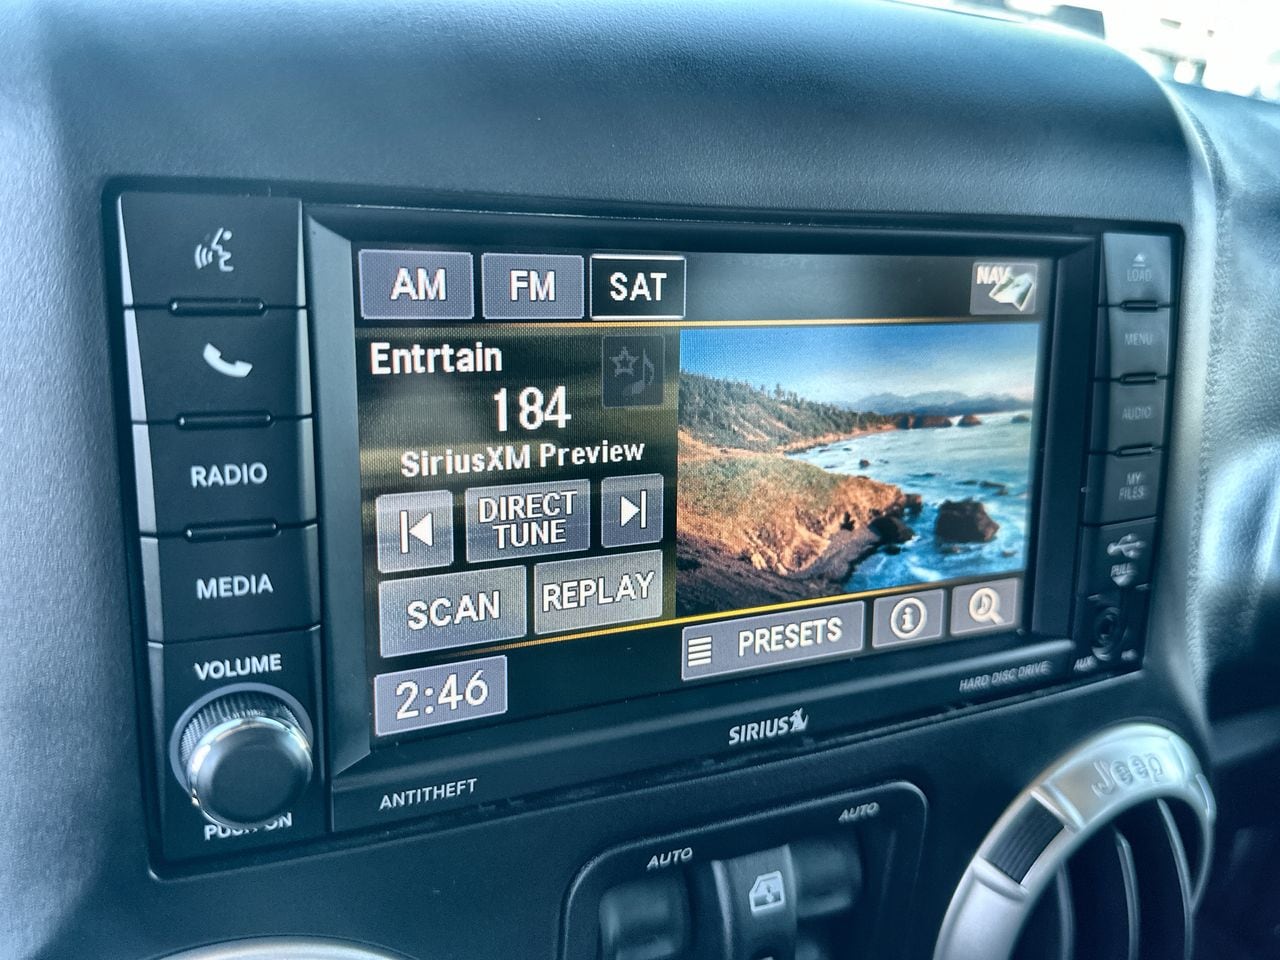 AM FM SAT
NAV
LOAD
MENU
AUDIO
MY
FILES
PULL
AUX
Entrtain
184
SiriusXM Preview
DIRECT
TUNE
SCAN REPLAY
PRESETS
2:46
RADIO
MEDIA
VOLUME
PUSH ON
HARD DISC DRIVE
SIRIUS
ANTITHEFT
AUTO AUTO
Jeep